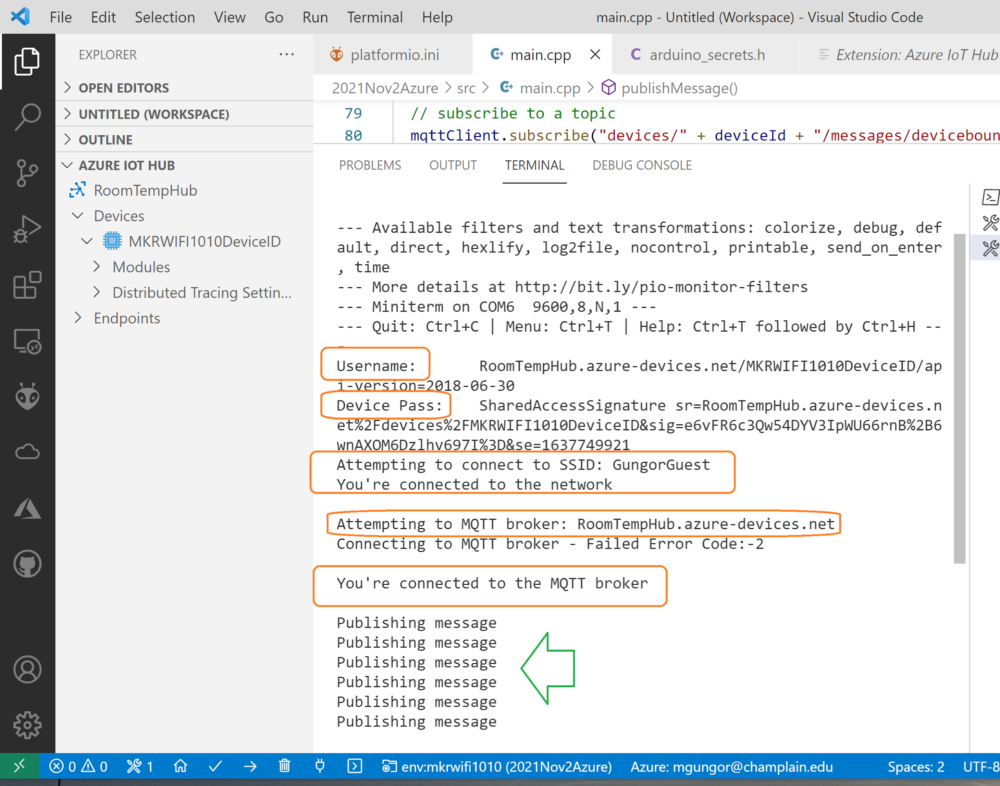 File Edit Selection View Go Run Terminal Help main.cpp - Untitled (Workspace) - Visual Studio Code
EXPLORER
OPEN EDITORS
UNTITLED (WORKSPACE)
OUTLINE
AZURE IOT HUB
RoomTempHub
Devices
MKRWIFI1010DeviceID
Modules
Distributed Tracing Settin...
Endpoints
platformio.ini main.cpp arduino_secrets.h Extension: Azure IoT Hub
2021Nov2Azure > src > main.cpp > publishMessage()
79 // subscribe to a topic
80 mqttClient.subscribe("devices/" + deviceId + "/messages/deviceboun
PROBLEMS OUTPUT TERMINAL DEBUG CONSOLE
--- Available filters and text transformations: colorize, debug, def
ault, direct, hexlify, log2file, nocontrol, printable, send_on_enter
, time
--- More details at http://bit.ly/pio-monitor-filters
--- Miniterm on COM6  9600,8,N,1 ---
--- Quit: Ctrl+C | Menu: Ctrl+T | Help: Ctrl+T followed by Ctrl+H --
-
Username: RoomTempHub.azure-devices.net/MKRWIFI1010DeviceID/ap
i-version=2018-06-30
Device Pass: SharedAccessSignature sr=RoomTempHub.azure-devices.n
et%2Fdevices%2FMKRWIFI1010DeviceID&sig=e6vFR6c3Qw54DYV3IpWU66rnB%2B6
wnAXOM6Dzlhv697I%3D&se=1637749921
Attempting to connect to SSID: GungorGuest
You're connected to the network
Attempting to MQTT broker: RoomTempHub.azure-devices.net
Connecting to MQTT broker - Failed Error Code:-2
You're connected to the MQTT broker
Publishing message
Publishing message
Publishing message
Publishing message
Publishing message
Publishing message
0 0 1 env:mkrwifi1010 (2021Nov2Azure) Azure: mgungor@champlain.edu Spaces: 2 UTF-8